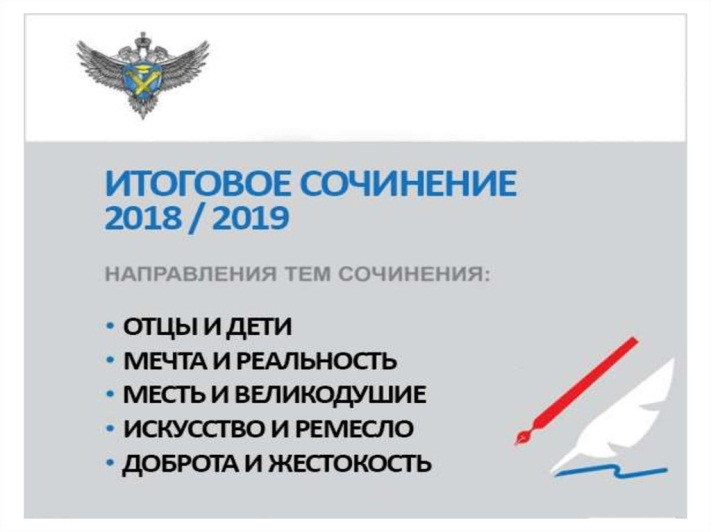 ИТОГОВОЕ СОЧИНЕНИЕ
2018 / 2019
НАПРАВЛЕНИЯ ТЕМ СОЧИНЕНИЯ:
• ОТЦЫ И ДЕТИ
• МЕЧТА И РЕАЛЬНОСТЬ
• МЕСТЬ И ВЕЛИКОДУШИЕ
• ИСКУССТВО И РЕМЕСЛО
• ДОБРОТА И ЖЕСТОКОСТЬ